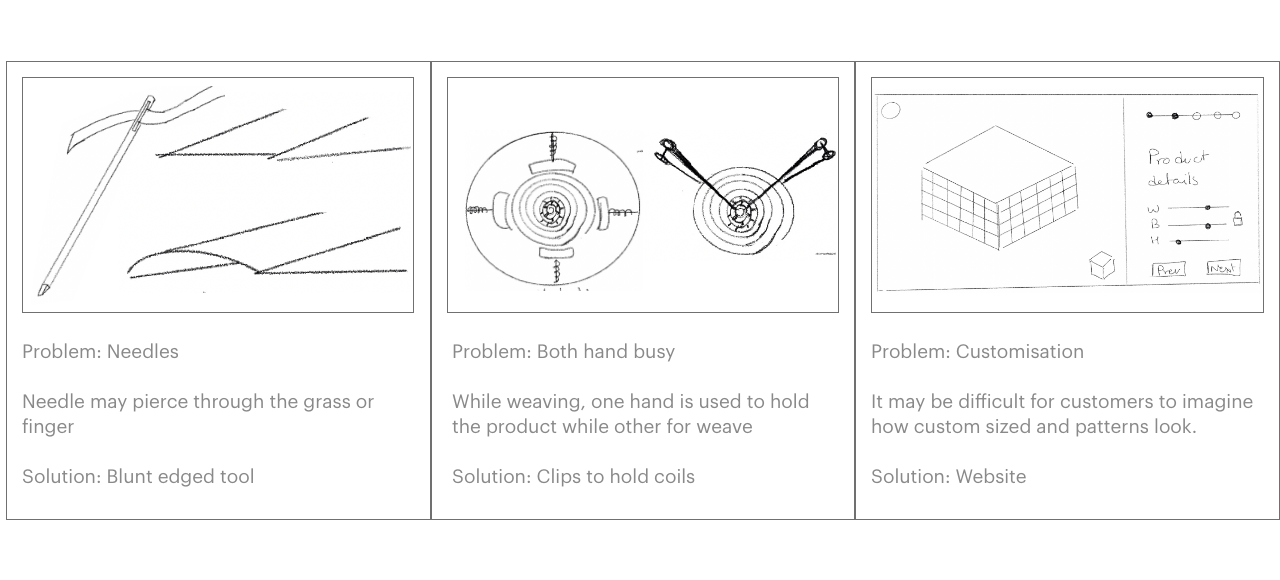 Product
details
W
B
H
Prev
Next
Problem: Needles
Needle may pierce through the grass or
finger
Solution: Blunt edged tool
Problem: Both hand busy
While weaving, one hand is used to hold
the product while other for weave
Solution: Clips to hold coils
Problem: Customisation
It may be difficult for customers to imagine
how custom sized and patterns look.
Solution: Website